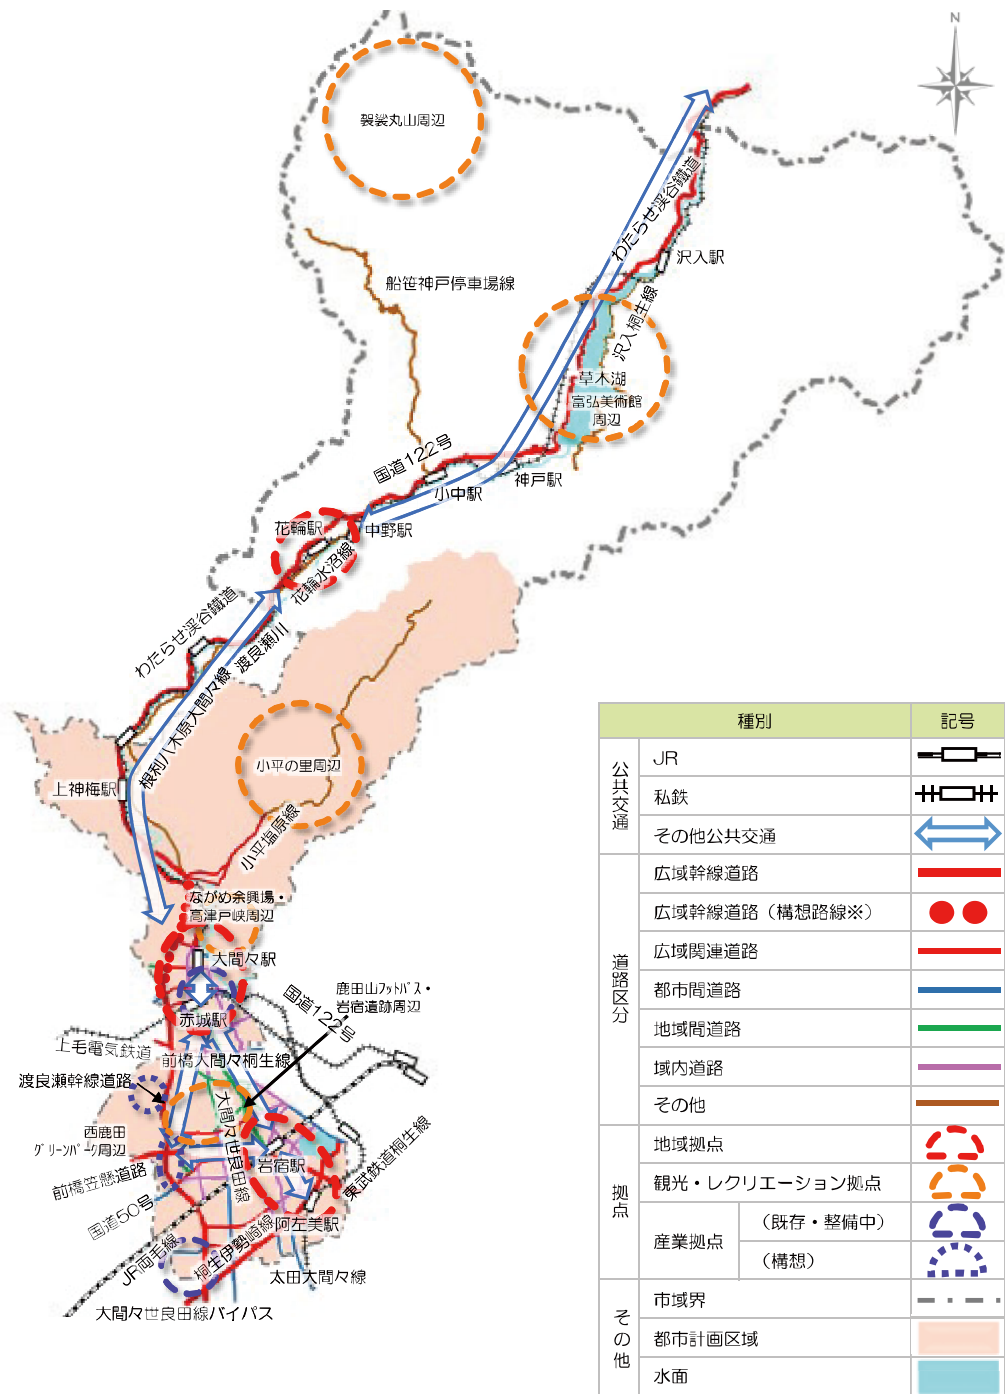 N
袈裟丸山周辺
わたらせ渓谷鐵道
沢入駅
船笹神戸停車場線
沢入桐生線
草木湖
富弘美術館
周辺
国道122号
小中駅
神戸駅
花輪駅
中野駅
花輪水沼線
わたらせ渓谷鐵道
渡良瀬川
根利八木原大間々線
上神梅駅
小平の里周辺
小平塩原線
ながめ余興場・
高津戸峡周辺
大間々駅
鹿田山フットパス・
岩宿遺跡周辺
国道122号
赤城駅
上毛電気鉄道
前橋大間々桐生線
渡良瀬幹線道路
大間々世良田線
西鹿田
グリーンパーク周辺
岩宿駅
東武鉄道桐生線
前橋笠懸道路
国道50号
阿左美駅
桐生伊勢崎線
JR両毛線
太田大間々線
大間々世良田線バイパス
種別 記号
公共交通
JR
私鉄
その他公共交通
道路区分
広域幹線道路
広域幹線道路（構想路線※）
広域関連道路
都市間道路
地域間道路
域内道路
その他
拠点
地域拠点
観光・レクリエーション拠点
産業拠点
（既存・整備中）
（構想）
その他
市域界
都市計画区域
水面